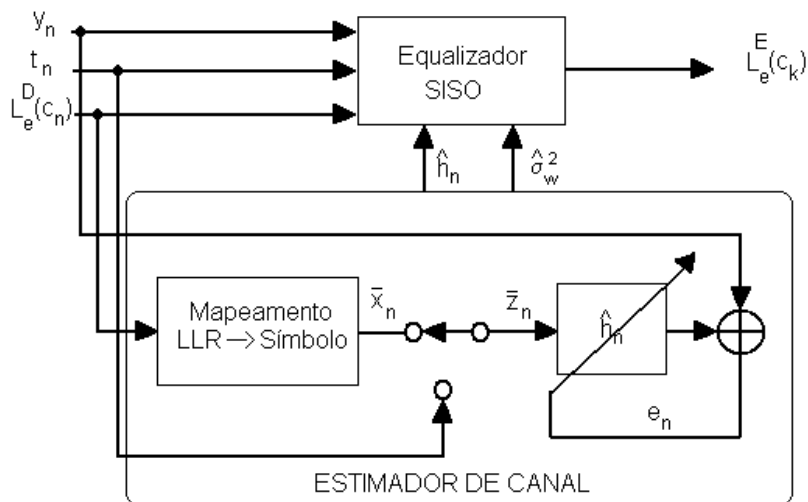 y_n
t_n
L_e^D(c_n)
Equalizador
SISO
L_e^E(c_k)
ĥ_n
σ̂_w^2
Mapeamento
LLR → Símbolo
x̄_n
z̄_n
ĥ_n
e_n
ESTIMADOR DE CANAL